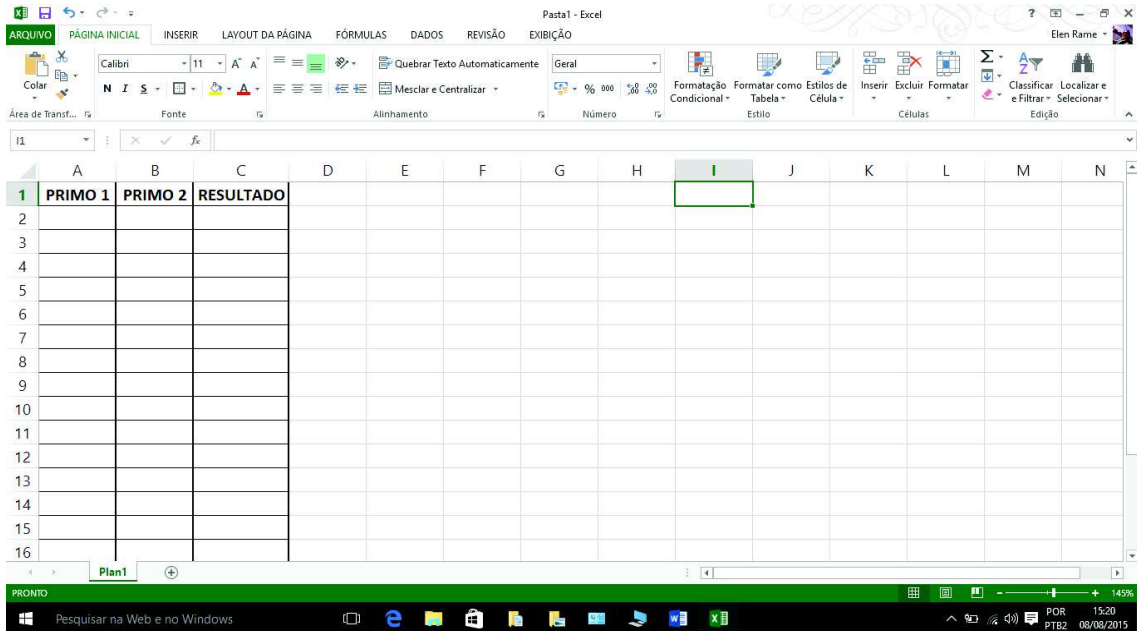 Pasta1 - Excel
ARQUIVO PÁGINA INICIAL INSERIR LAYOUT DA PÁGINA FÓRMULAS DADOS REVISÃO EXIBIÇÃO Elen Rame
Calibri 11 A A Quebrar Texto Automaticamente Geral
Colar N I S A Mesclar e Centralizar % 000 Formatação Condicional Formatar como Tabela Estilos de Célula Inserir Excluir Formatar Classificar e Filtrar Localizar e Selecionar
Área de Transf... Fonte Alinhamento Número Estilo Células Edição
I1 fx
A B C D E F G H I J K L M N
1 PRIMO 1 PRIMO 2 RESULTADO
2
3
4
5
6
7
8
9
10
11
12
13
14
15
16
Plan1
PRONTO 145%
Pesquisar na Web e no Windows POR 15:20
PTB2 08/08/2015